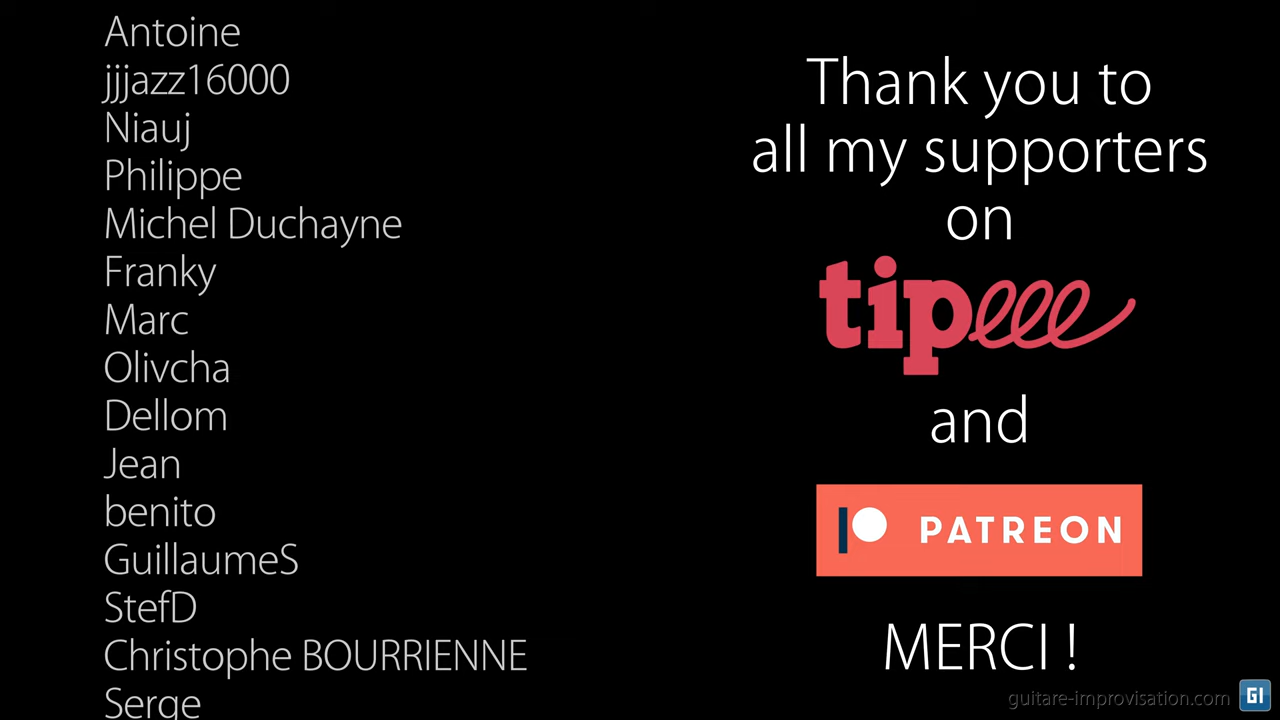 Antoine
jjjazz16000
Niauj
Philippe
Michel Duchayne
Franky
Marc
Olivcha
Dellom
Jean
benito
GuillaumeS
StefD
Christophe BOURRIENNE
Serge
Thank you to
all my supporters
on
tipeee
and
PATREON
MERCI !
guitare-improvisation.com GI